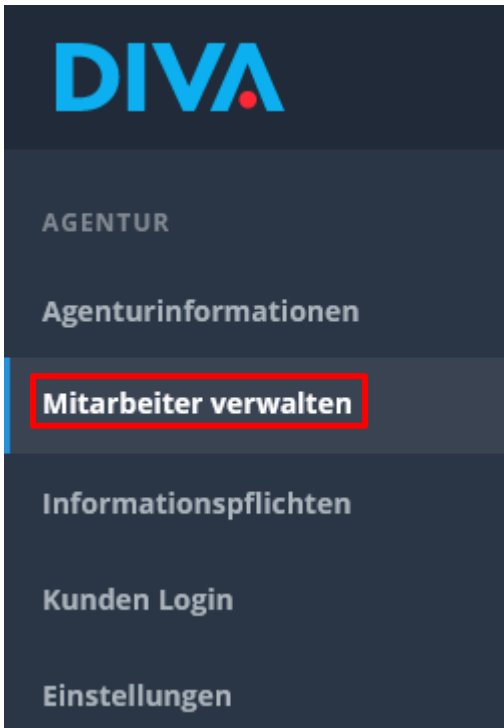 DIVA
AGENTUR
Agenturinformationen
Mitarbeiter verwalten
Informationspflichten
Kunden Login
Einstellungen